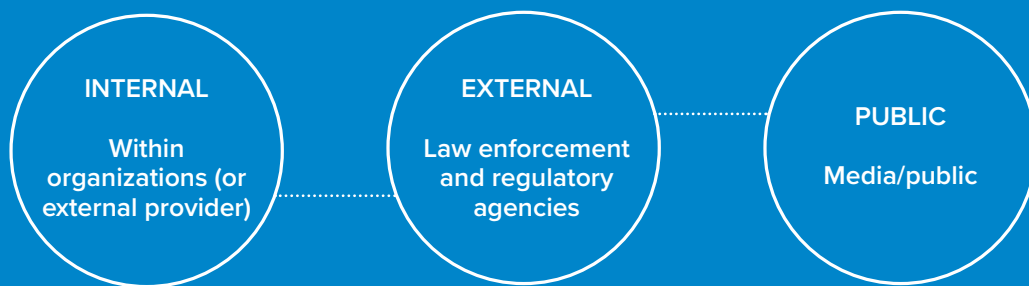 INTERNAL
Within
organizations (or
external provider)
EXTERNAL
Law enforcement
and regulatory
agencies
PUBLIC
Media/public